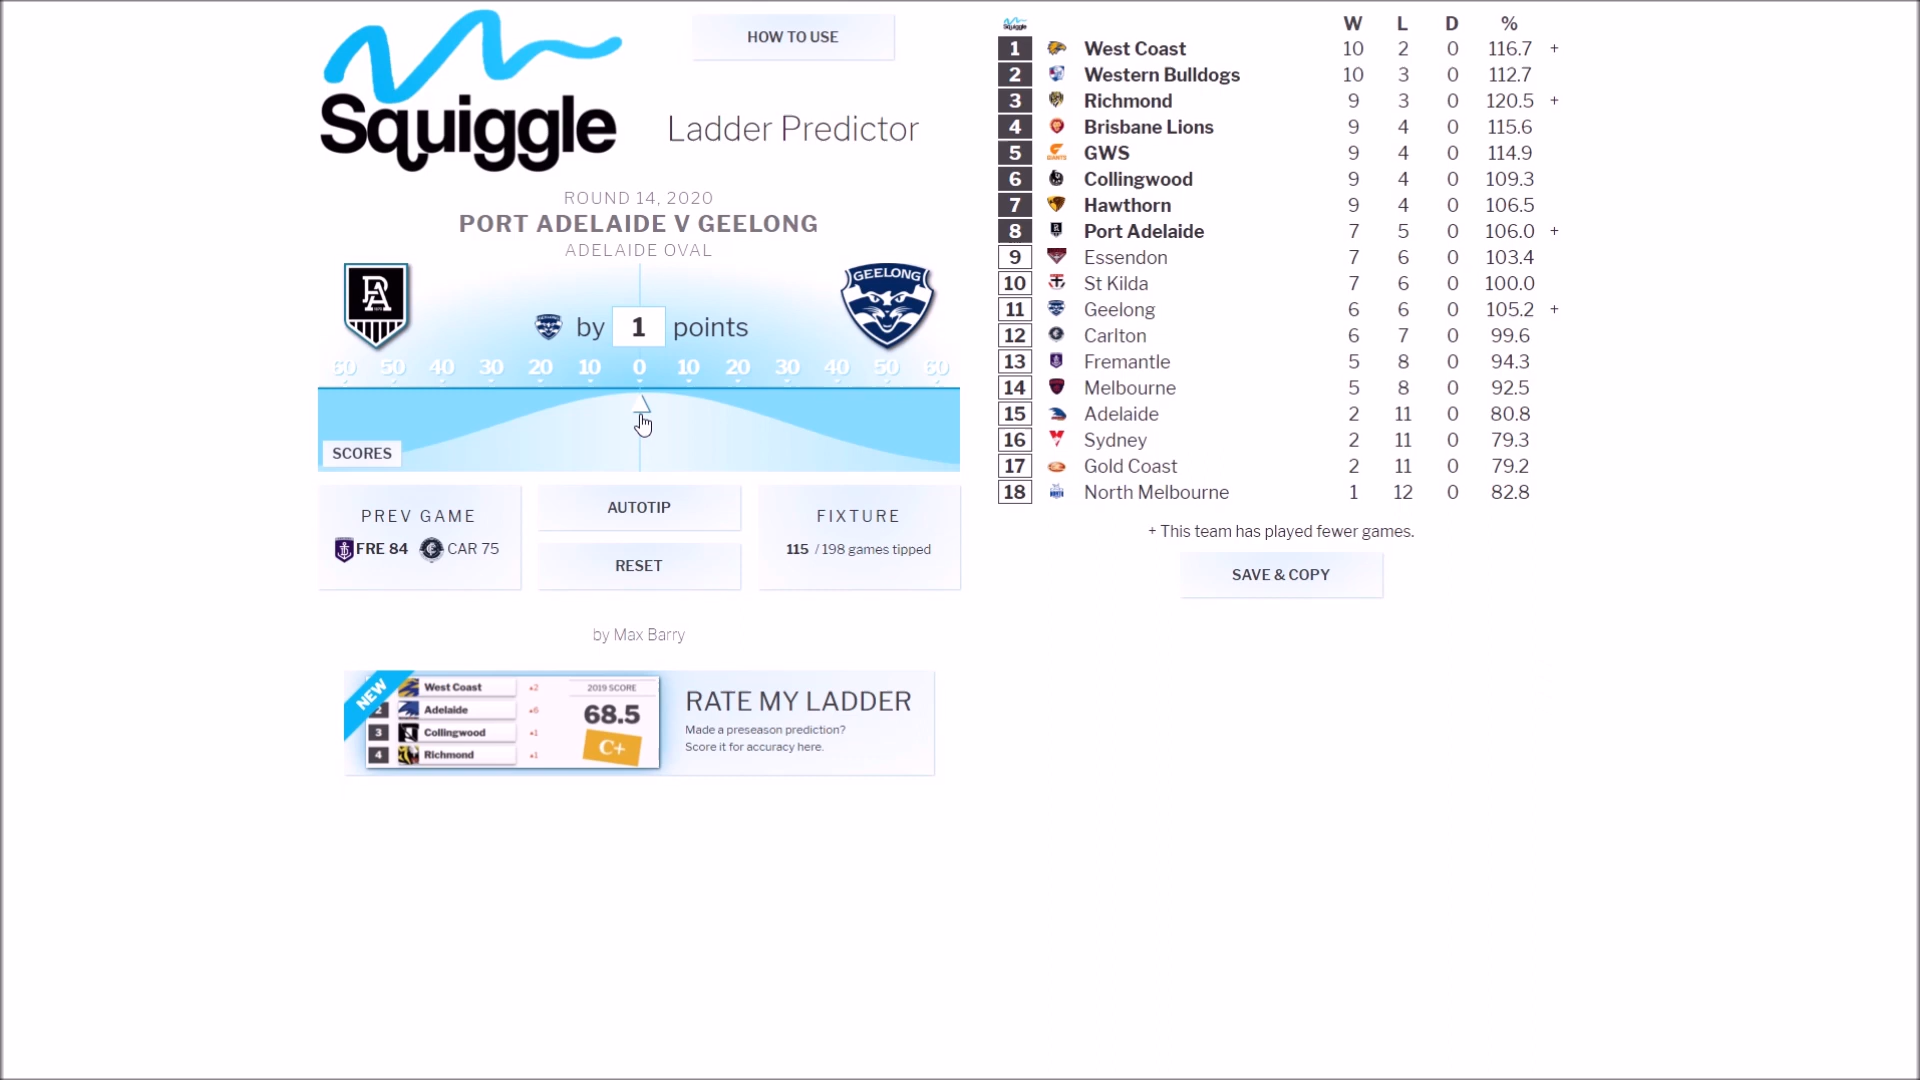 Squiggle
Ladder Predictor
HOW TO USE
ROUND 14, 2020
PORT ADELAIDE V GEELONG
ADELAIDE OVAL
PA
GEELONG
by 1 points
60 50 40 30 20 10 0 10 20 30 40 50 60
SCORES
PREV GAME
FRE 84 CAR 75
AUTOTIP
RESET
FIXTURE
115 / 198 games tipped
by Max Barry
NEW
West Coast
2 Adelaide
3 Collingwood
4 Richmond
2019 SCORE
68.5
C+
RATE MY LADDER
Made a preseason prediction?
Score it for accuracy here.
Squiggle W L D %
1 West Coast 10 2 0 116.7 +
2 Western Bulldogs 10 3 0 112.7
3 Richmond 9 3 0 120.5 +
4 Brisbane Lions 9 4 0 115.6
5 GWS 9 4 0 114.9
6 Collingwood 9 4 0 109.3
7 Hawthorn 9 4 0 106.5
8 Port Adelaide 7 5 0 106.0 +
9 Essendon 7 6 0 103.4
10 St Kilda 7 6 0 100.0
11 Geelong 6 6 0 105.2 +
12 Carlton 6 7 0 99.6
13 Fremantle 5 8 0 94.3
14 Melbourne 5 8 0 92.5
15 Adelaide 2 11 0 80.8
16 Sydney 2 11 0 79.3
17 Gold Coast 2 11 0 79.2
18 North Melbourne 1 12 0 82.8
+ This team has played fewer games.
SAVE & COPY